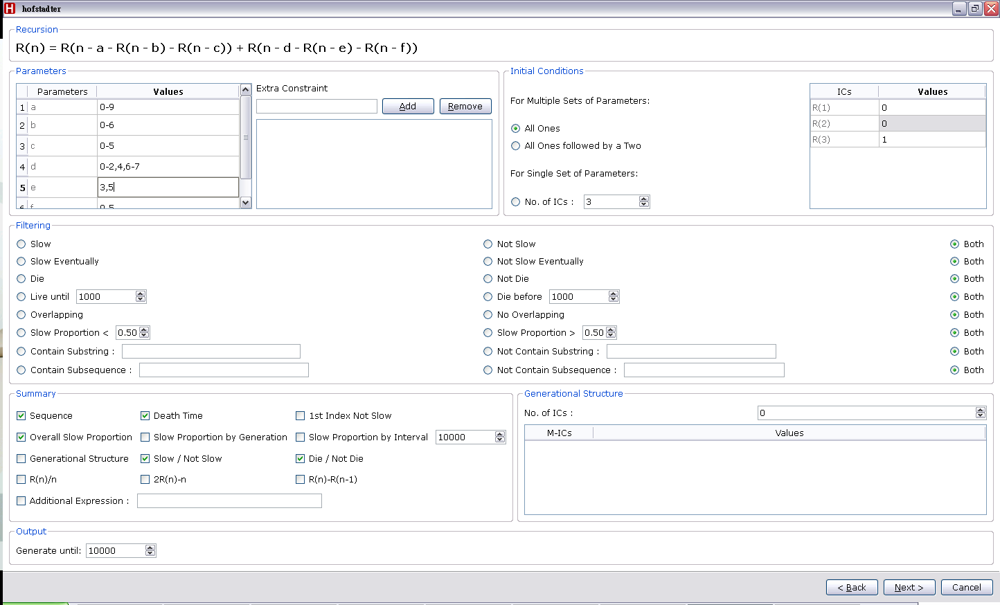 hofstadter
Recursion
R(n) = R(n - a - R(n - b) - R(n - c)) + R(n - d - R(n - e) - R(n - f))
Parameters
Parameters Values
1 a 0-9
2 b 0-6
3 c 0-5
4 d 0-2,4,6-7
5 e 3,5
6 f 0-5
Extra Constraint
Add Remove
Initial Conditions
For Multiple Sets of Parameters:
All Ones
All Ones followed by a Two
For Single Set of Parameters:
No. of ICs : 3
ICs Values
R(1) 0
R(2) 0
R(3) 1
Filtering
Slow Not Slow Both
Slow Eventually Not Slow Eventually Both
Die Not Die Both
Live until 1000 Die before 1000 Both
Overlapping No Overlapping Both
Slow Proportion < 0.50 Slow Proportion > 0.50 Both
Contain Substring : Not Contain Substring : Both
Contain Subsequence : Not Contain Subsequence : Both
Summary
Sequence Death Time 1st Index Not Slow
Overall Slow Proportion Slow Proportion by Generation Slow Proportion by Interval 10000
Generational Structure Slow / Not Slow Die / Not Die
R(n)/n 2R(n)-n R(n)-R(n-1)
Additional Expression :
Generational Structure
No. of ICs : 0
M-ICs Values
Output
Generate until: 10000
< Back Next > Cancel